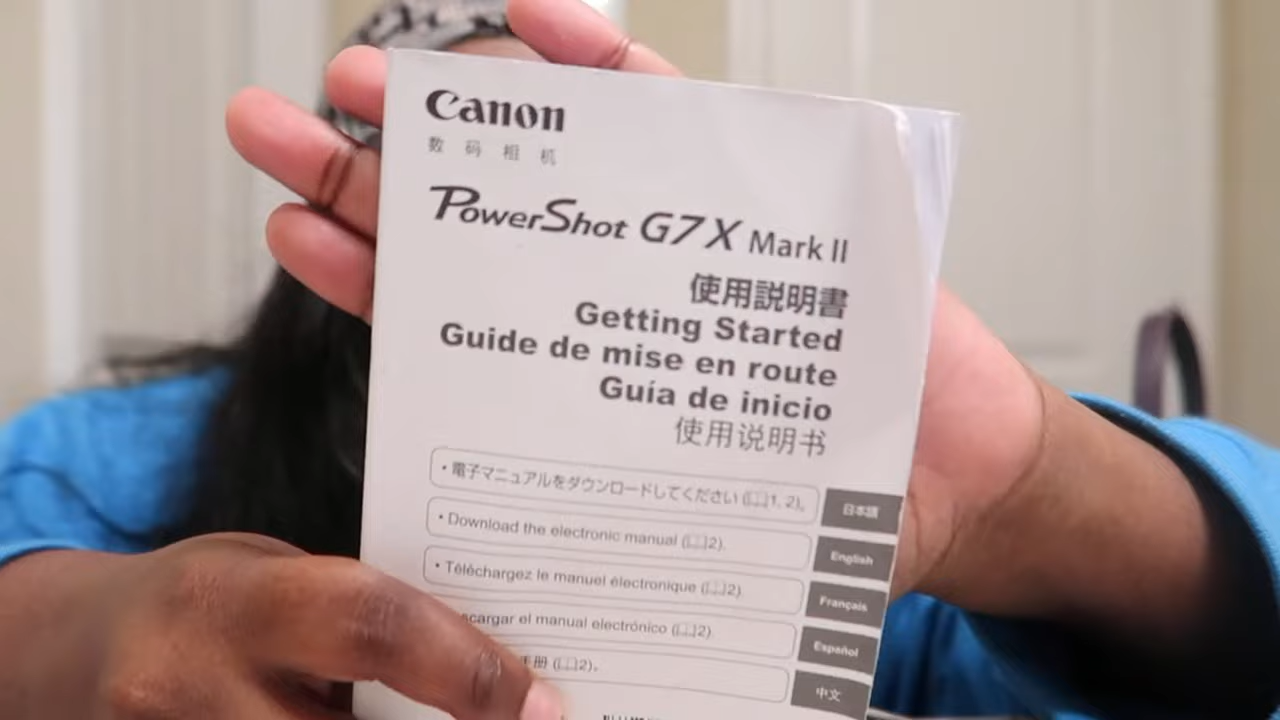 Canon
数码相机
PowerShot G7X Mark II
使用説明書
Getting Started
Guide de mise en route
Guía de inicio
使用说明书
・電子マニュアルをダウンロードしてください (1, 2)。
日本語
• Download the electronic manual (2).
English
• Téléchargez le manuel électronique (2).
Français
scargar el manual electrónico (2).
Español
手册 (2)。
中文